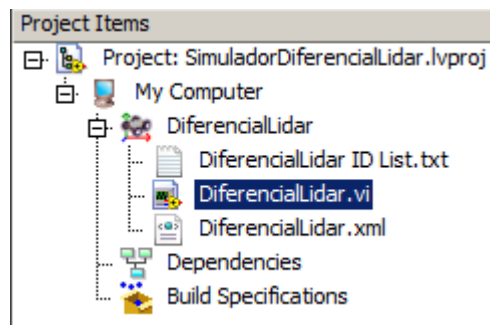 Project Items
Project: SimuladorDiferencialLidar.lvproj
My Computer
DiferencialLidar
DiferencialLidar ID List.txt
DiferencialLidar.vi
DiferencialLidar.xml
Dependencies
Build Specifications